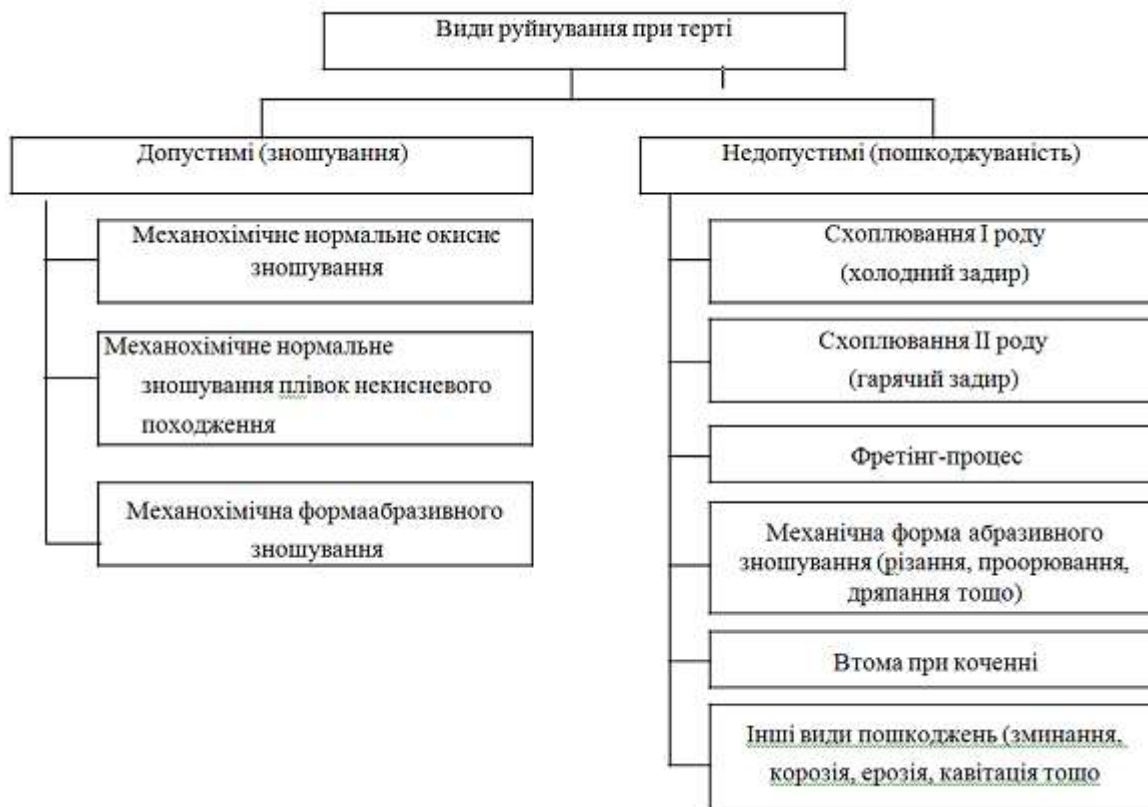 Види руйнування при терті
Допустимі (зношування)
Механохімічне нормальне окисне
зношування
Механохімічне нормальне
зношування плівок некисневого
походження
Механохімічна формаабразивного
зношування
Недопустимі (пошкоджуваність)
Схоплювання І роду
(холодний задир)
Схоплювання ІІ роду
(гарячий задир)
Фретінг-процес
Механічна форма абразивного
зношування (різання, проорювання,
дряпання тощо)
Втома при коченні
Інші види пошкоджень (зминання,
корозія, ерозія, кавітація тощо